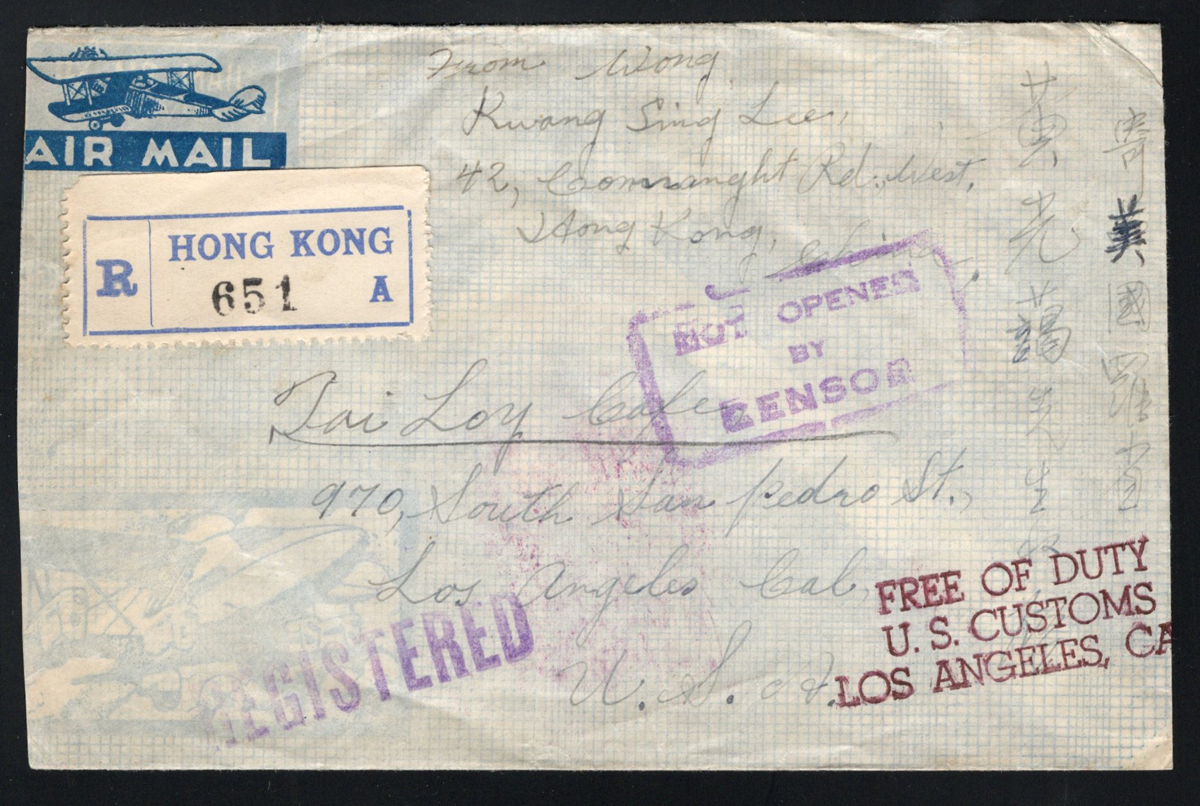 AIR MAIL
From Wong
Kwang Sing Lee,
42, Connaught Rd. West,
Hong Kong,
R
HONG KONG
651
A
NOT OPENED
BY
CENSOR
Tai Loy Cafe
970, South San Pedro St.,
Los Angeles Cal.
U. S. A.
REGISTERED
FREE OF DUTY
U. S. CUSTOMS
LOS ANGELES, CA
寄美國羅省
黃光藹先生